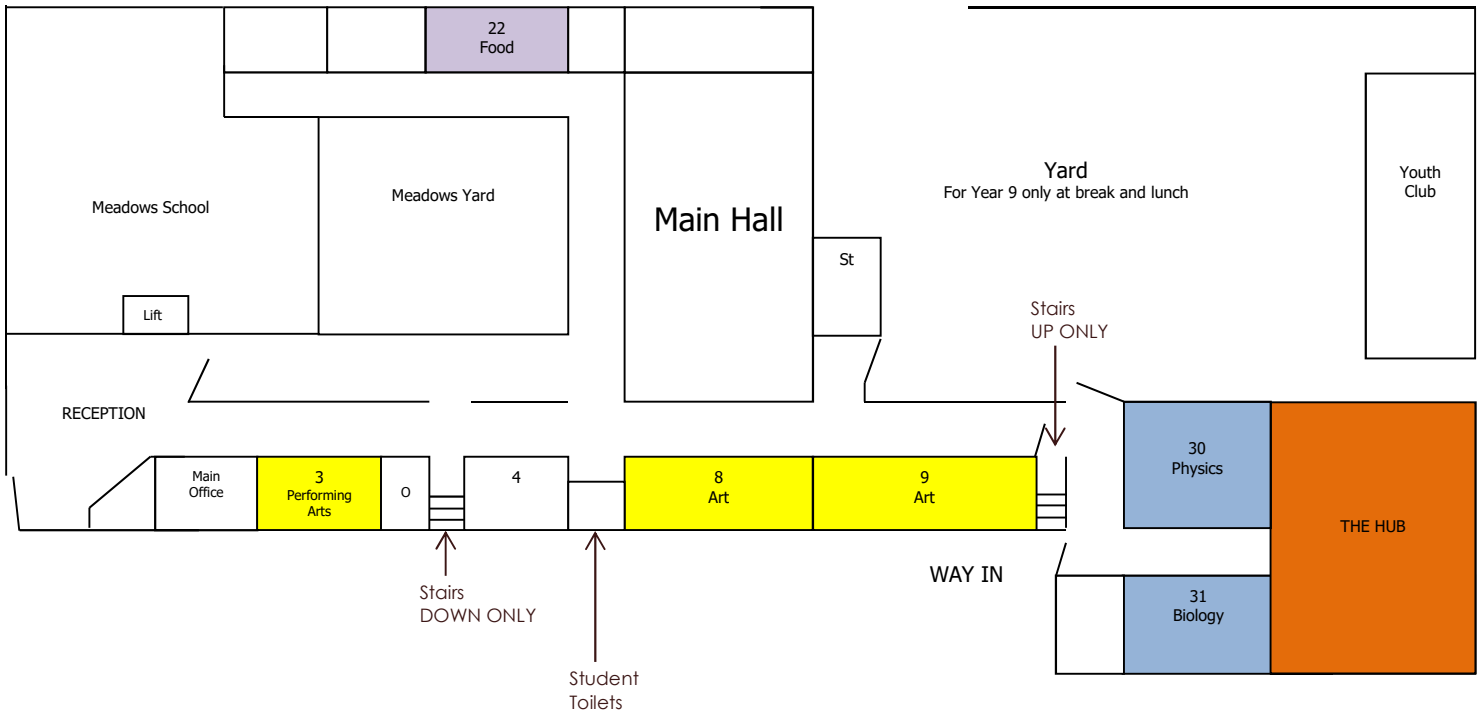 22
Food
Meadows School
Meadows Yard
Main Hall
Yard
For Year 9 only at break and lunch
Youth
Club
St
Lift
Stairs
UP ONLY
RECEPTION
Main
Office
3
Performing
Arts
O
4
8
Art
9
Art
30
Physics
THE HUB
WAY IN
31
Biology
Stairs
DOWN ONLY
Student
Toilets